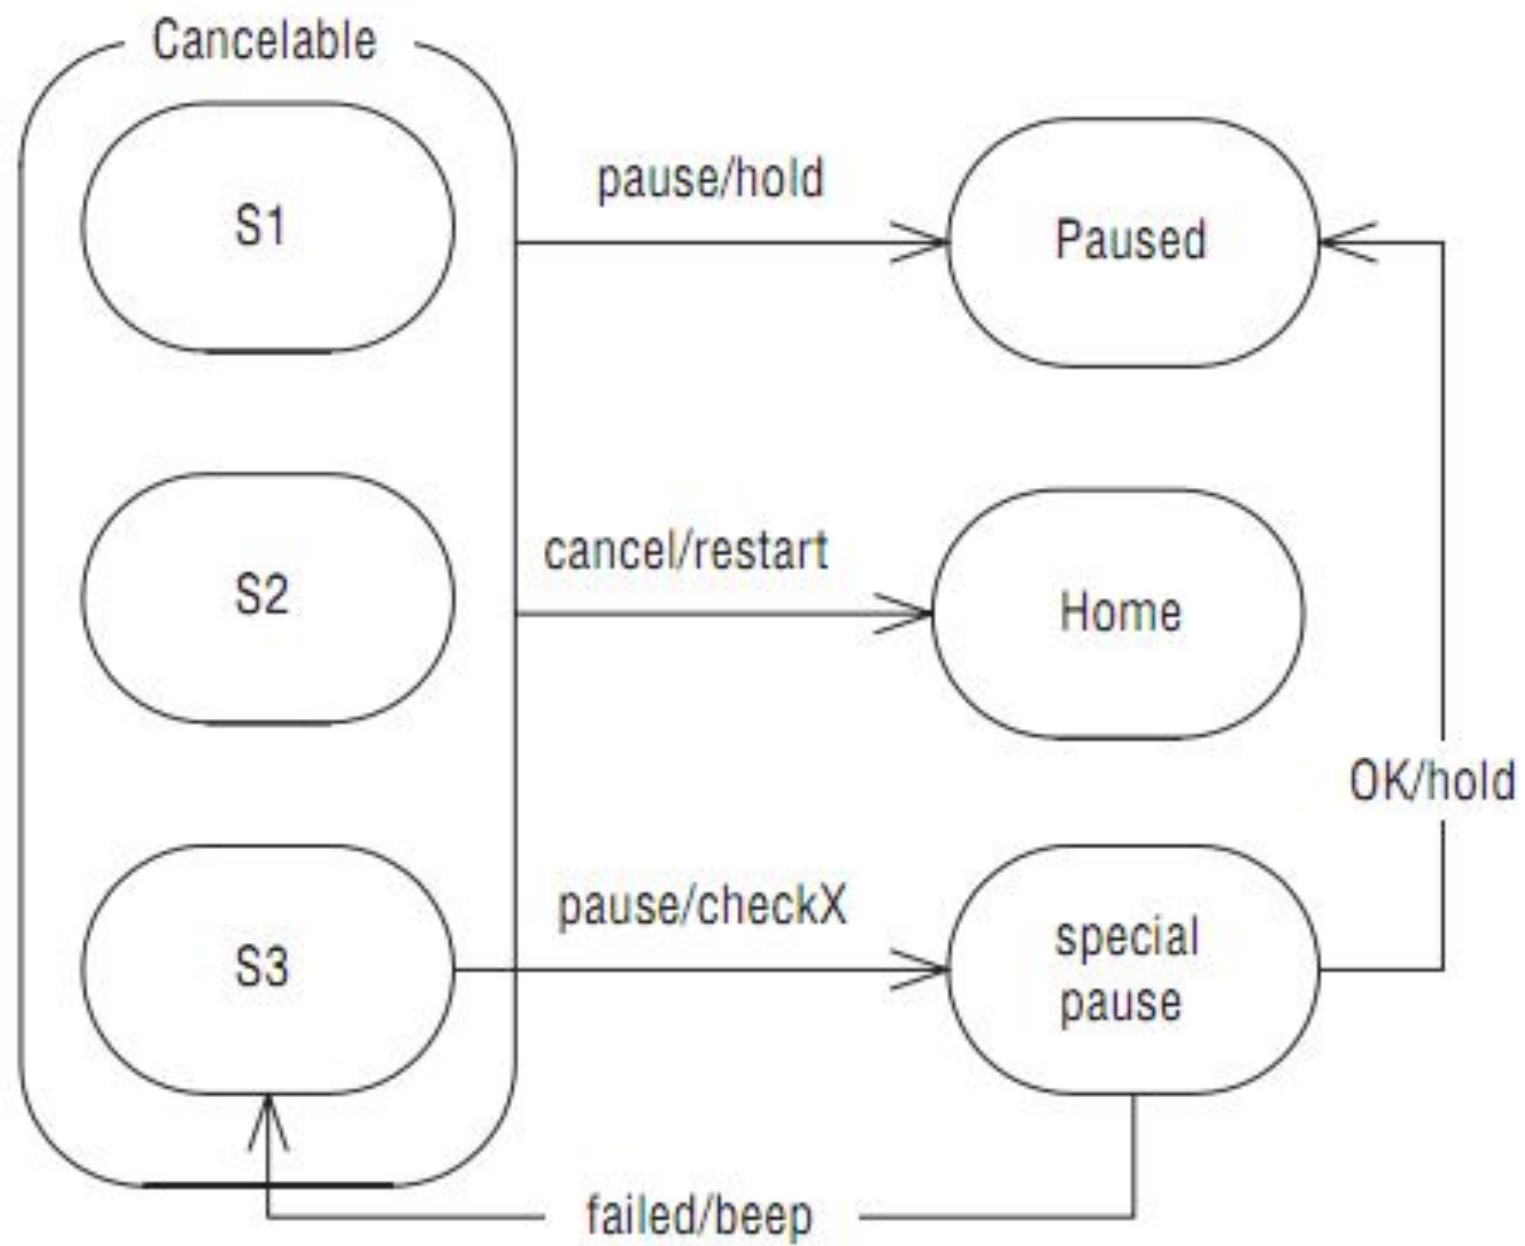 Cancelable
S1
pause/hold
Paused
S2
cancel/restart
Home
OK/hold
S3
pause/checkX
special
pause
failed/beep